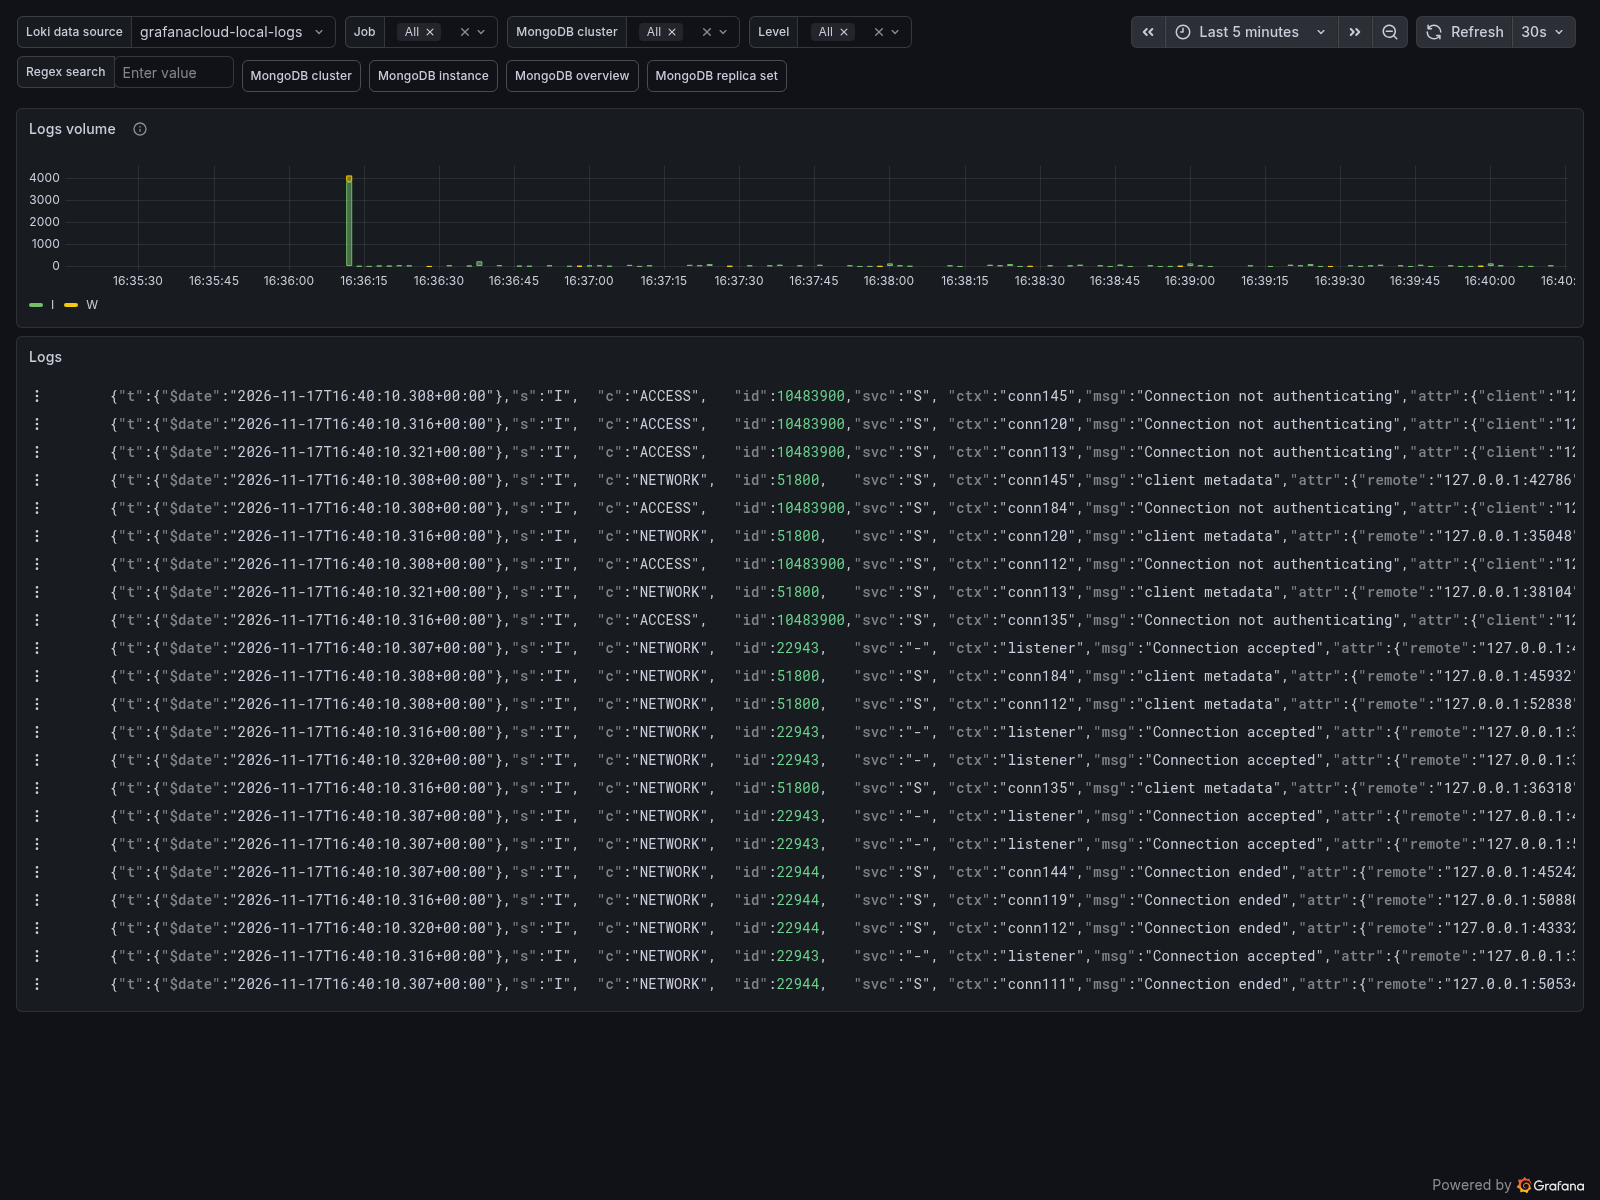 Loki data source grafanacloud-local-logs Job All MongoDB cluster All Level All Last 5 minutes Refresh 30s
Regex search Enter value MongoDB cluster MongoDB instance MongoDB overview MongoDB replica set
Logs volume
4000
3000
2000
1000
0
16:35:30 16:35:45 16:36:00 16:36:15 16:36:30 16:36:45 16:37:00 16:37:15 16:37:30 16:37:45 16:38:00 16:38:15 16:38:30 16:38:45 16:39:00 16:39:15 16:39:30 16:39:45 16:40:00 16:40:
I W
Logs
{"t":{"$date":"2026-11-17T16:40:10.308+00:00"},"s":"I", "c":"ACCESS", "id":10483900,"svc":"S", "ctx":"conn145","msg":"Connection not authenticating","attr":{"client":"12
{"t":{"$date":"2026-11-17T16:40:10.316+00:00"},"s":"I", "c":"ACCESS", "id":10483900,"svc":"S", "ctx":"conn120","msg":"Connection not authenticating","attr":{"client":"12
{"t":{"$date":"2026-11-17T16:40:10.321+00:00"},"s":"I", "c":"ACCESS", "id":10483900,"svc":"S", "ctx":"conn113","msg":"Connection not authenticating","attr":{"client":"12
{"t":{"$date":"2026-11-17T16:40:10.308+00:00"},"s":"I", "c":"NETWORK", "id":51800, "svc":"S", "ctx":"conn145","msg":"client metadata","attr":{"remote":"127.0.0.1:42786"
{"t":{"$date":"2026-11-17T16:40:10.308+00:00"},"s":"I", "c":"ACCESS", "id":10483900,"svc":"S", "ctx":"conn184","msg":"Connection not authenticating","attr":{"client":"12
{"t":{"$date":"2026-11-17T16:40:10.316+00:00"},"s":"I", "c":"NETWORK", "id":51800, "svc":"S", "ctx":"conn120","msg":"client metadata","attr":{"remote":"127.0.0.1:35048"
{"t":{"$date":"2026-11-17T16:40:10.308+00:00"},"s":"I", "c":"ACCESS", "id":10483900,"svc":"S", "ctx":"conn112","msg":"Connection not authenticating","attr":{"client":"12
{"t":{"$date":"2026-11-17T16:40:10.321+00:00"},"s":"I", "c":"NETWORK", "id":51800, "svc":"S", "ctx":"conn113","msg":"client metadata","attr":{"remote":"127.0.0.1:38104"
{"t":{"$date":"2026-11-17T16:40:10.316+00:00"},"s":"I", "c":"ACCESS", "id":10483900,"svc":"S", "ctx":"conn135","msg":"Connection not authenticating","attr":{"client":"12
{"t":{"$date":"2026-11-17T16:40:10.307+00:00"},"s":"I", "c":"NETWORK", "id":22943, "svc":"-", "ctx":"listener","msg":"Connection accepted","attr":{"remote":"127.0.0.1:4
{"t":{"$date":"2026-11-17T16:40:10.308+00:00"},"s":"I", "c":"NETWORK", "id":51800, "svc":"S", "ctx":"conn184","msg":"client metadata","attr":{"remote":"127.0.0.1:45932"
{"t":{"$date":"2026-11-17T16:40:10.308+00:00"},"s":"I", "c":"NETWORK", "id":51800, "svc":"S", "ctx":"conn112","msg":"client metadata","attr":{"remote":"127.0.0.1:52838"
{"t":{"$date":"2026-11-17T16:40:10.316+00:00"},"s":"I", "c":"NETWORK", "id":22943, "svc":"-", "ctx":"listener","msg":"Connection accepted","attr":{"remote":"127.0.0.1:3
{"t":{"$date":"2026-11-17T16:40:10.320+00:00"},"s":"I", "c":"NETWORK", "id":22943, "svc":"-", "ctx":"listener","msg":"Connection accepted","attr":{"remote":"127.0.0.1:3
{"t":{"$date":"2026-11-17T16:40:10.316+00:00"},"s":"I", "c":"NETWORK", "id":51800, "svc":"S", "ctx":"conn135","msg":"client metadata","attr":{"remote":"127.0.0.1:36318"
{"t":{"$date":"2026-11-17T16:40:10.307+00:00"},"s":"I", "c":"NETWORK", "id":22943, "svc":"-", "ctx":"listener","msg":"Connection accepted","attr":{"remote":"127.0.0.1:4
{"t":{"$date":"2026-11-17T16:40:10.307+00:00"},"s":"I", "c":"NETWORK", "id":22943, "svc":"-", "ctx":"listener","msg":"Connection accepted","attr":{"remote":"127.0.0.1:5
{"t":{"$date":"2026-11-17T16:40:10.307+00:00"},"s":"I", "c":"NETWORK", "id":22944, "svc":"S", "ctx":"conn144","msg":"Connection ended","attr":{"remote":"127.0.0.1:45242
{"t":{"$date":"2026-11-17T16:40:10.316+00:00"},"s":"I", "c":"NETWORK", "id":22944, "svc":"S", "ctx":"conn119","msg":"Connection ended","attr":{"remote":"127.0.0.1:50880
{"t":{"$date":"2026-11-17T16:40:10.320+00:00"},"s":"I", "c":"NETWORK", "id":22944, "svc":"S", "ctx":"conn112","msg":"Connection ended","attr":{"remote":"127.0.0.1:43332
{"t":{"$date":"2026-11-17T16:40:10.316+00:00"},"s":"I", "c":"NETWORK", "id":22943, "svc":"-", "ctx":"listener","msg":"Connection accepted","attr":{"remote":"127.0.0.1:3
{"t":{"$date":"2026-11-17T16:40:10.307+00:00"},"s":"I", "c":"NETWORK", "id":22944, "svc":"S", "ctx":"conn111","msg":"Connection ended","attr":{"remote":"127.0.0.1:50534
Powered by Grafana